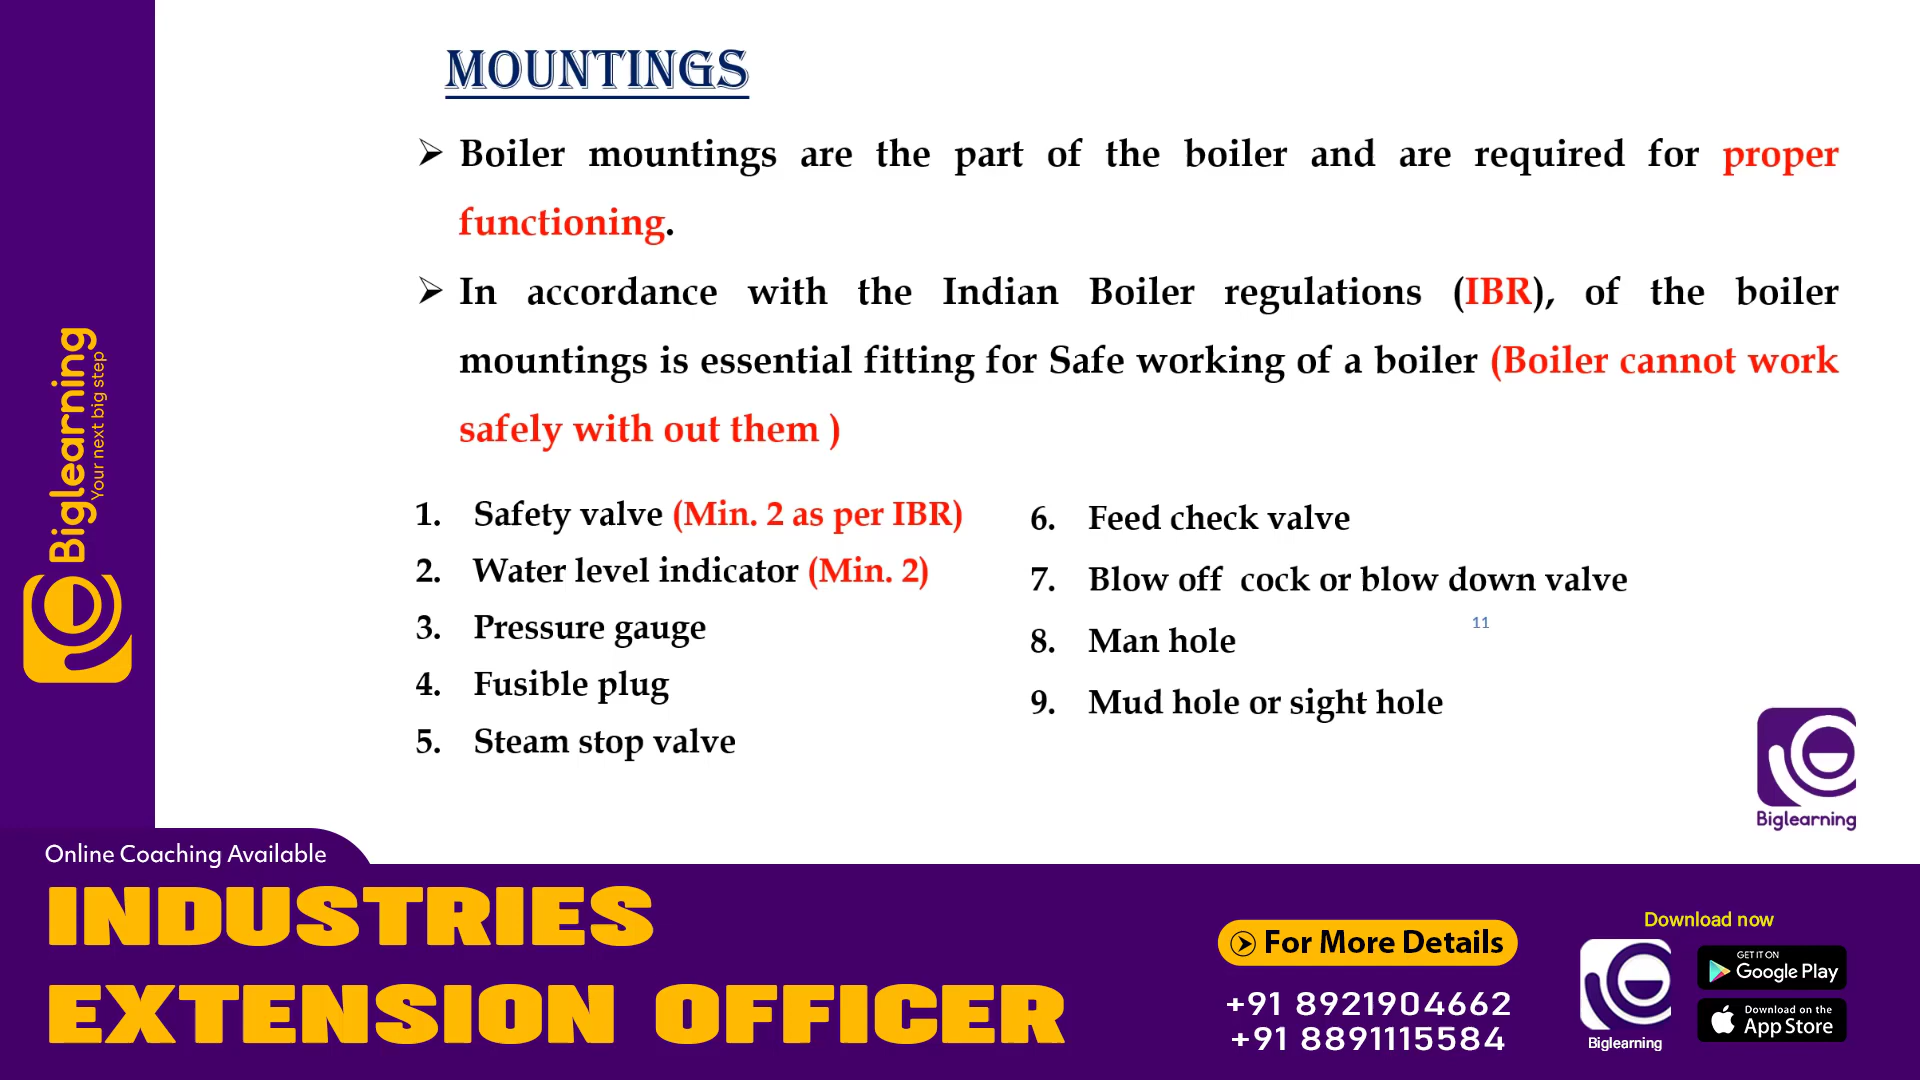 MOUNTINGS
➢ Boiler mountings are the part of the boiler and are required for proper
functioning.
➢ In accordance with the Indian Boiler regulations (IBR), of the boiler
mountings is essential fitting for Safe working of a boiler (Boiler cannot work
safely with out them )
1. Safety valve (Min. 2 as per IBR)
2. Water level indicator (Min. 2)
3. Pressure gauge
4. Fusible plug
5. Steam stop valve
6. Feed check valve
7. Blow off cock or blow down valve
11
8. Man hole
9. Mud hole or sight hole
Biglearning
Your next big step
Biglearning
Online Coaching Available
INDUSTRIES
EXTENSION OFFICER
For More Details
+91 8921904662
+91 8891115584
Download now
Biglearning
GET IT ON
Google Play
Download on the
App Store